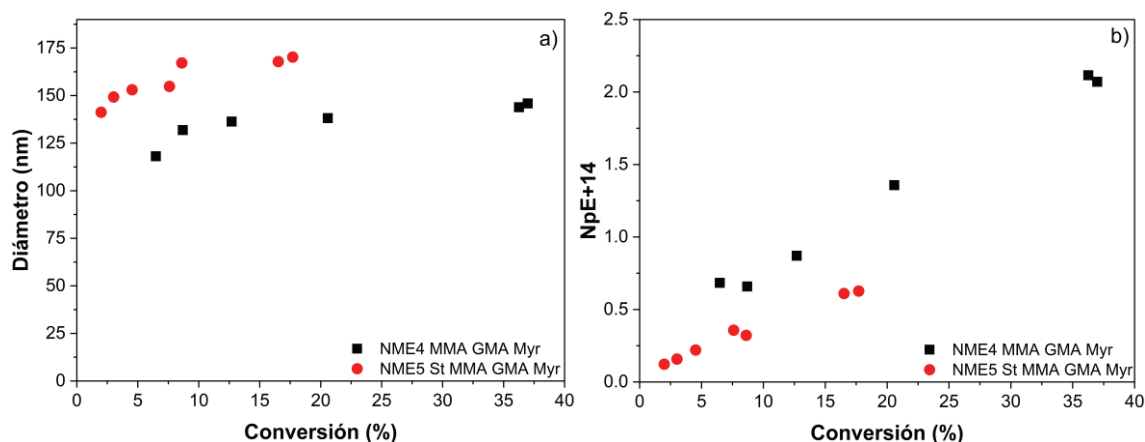 a)
175
150
125
100
75
50
25
0
Diámetro (nm)
NME4 MMA GMA Myr
NME5 St MMA GMA Myr
0 5 10 15 20 25 30 35 40
Conversión (%)
b)
2.5
2.0
1.5
1.0
0.5
0.0
NpE+14
NME4 MMA GMA Myr
NME5 St MMA GMA Myr
0 5 10 15 20 25 30 35 40
Conversión (%)